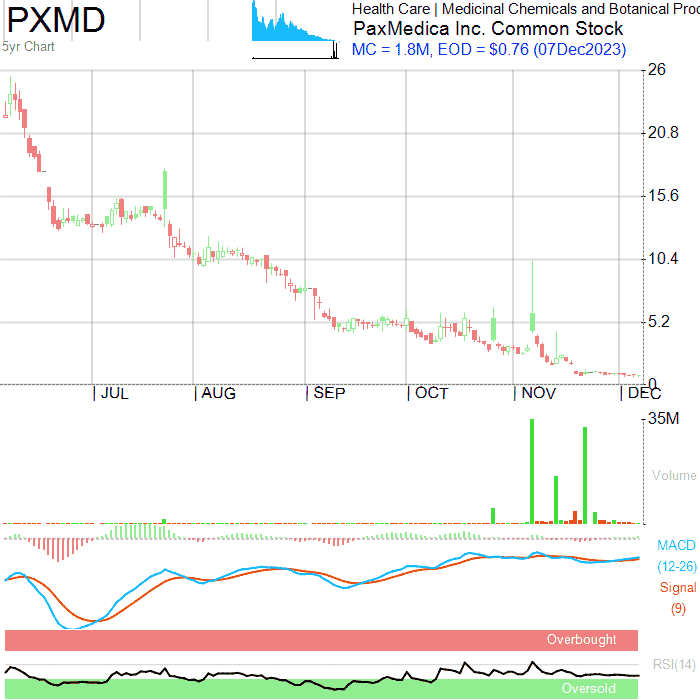 PXMD
5yr Chart
Health Care | Medicinal Chemicals and Botanical Proc
PaxMedica Inc. Common Stock
MC = 1.8M, EOD = $0.76 (07Dec2023)
26
20.8
15.6
10.4
5.2
0
JUL AUG SEP OCT NOV DEC
35M
Volume
MACD
(12-26)
Signal
(9)
Overbought
RSI(14)
Oversold